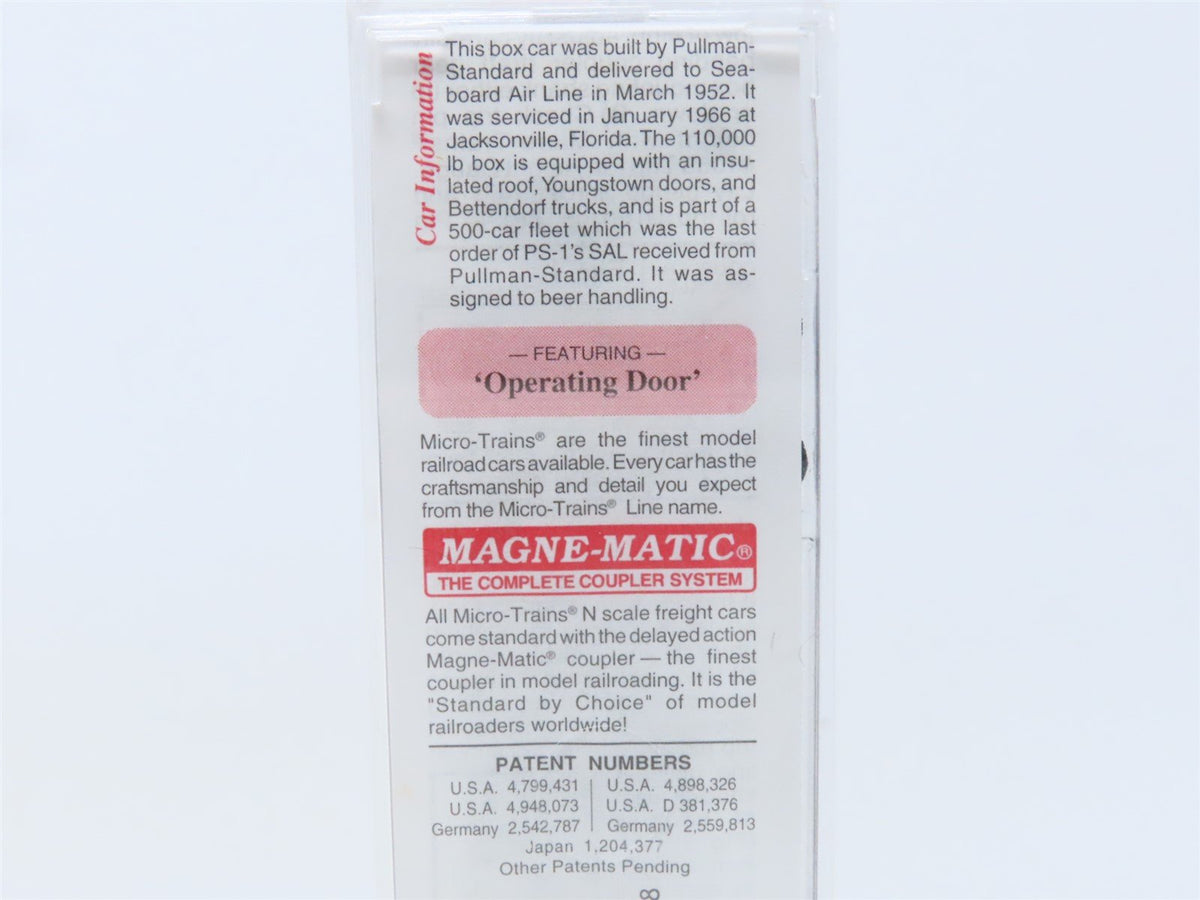 Car Information
This box car was built by Pullman-
Standard and delivered to Sea-
board Air Line in March 1952. It
was serviced in January 1966 at
Jacksonville, Florida. The 110,000
lb box is equipped with an insu-
lated roof, Youngstown doors, and
Bettendorf trucks, and is part of a
500-car fleet which was the last
order of PS-1's SAL received from
Pullman-Standard. It was as-
signed to beer handling.
— FEATURING —
‘Operating Door’
Micro-Trains® are the finest model
railroad cars available. Every car has the
craftsmanship and detail you expect
from the Micro-Trains® Line name.
MAGNE-MATIC®
THE COMPLETE COUPLER SYSTEM
All Micro-Trains® N scale freight cars
come standard with the delayed action
Magne-Matic® coupler — the finest
coupler in model railroading. It is the
"Standard by Choice" of model
railroaders worldwide!
PATENT NUMBERS
U.S.A. 4,799,431 | U.S.A. 4,898,326
U.S.A. 4,948,073 | U.S.A. D 381,376
Germany 2,542,787 | Germany 2,559,813
Japan 1,204,377
Other Patents Pending
8